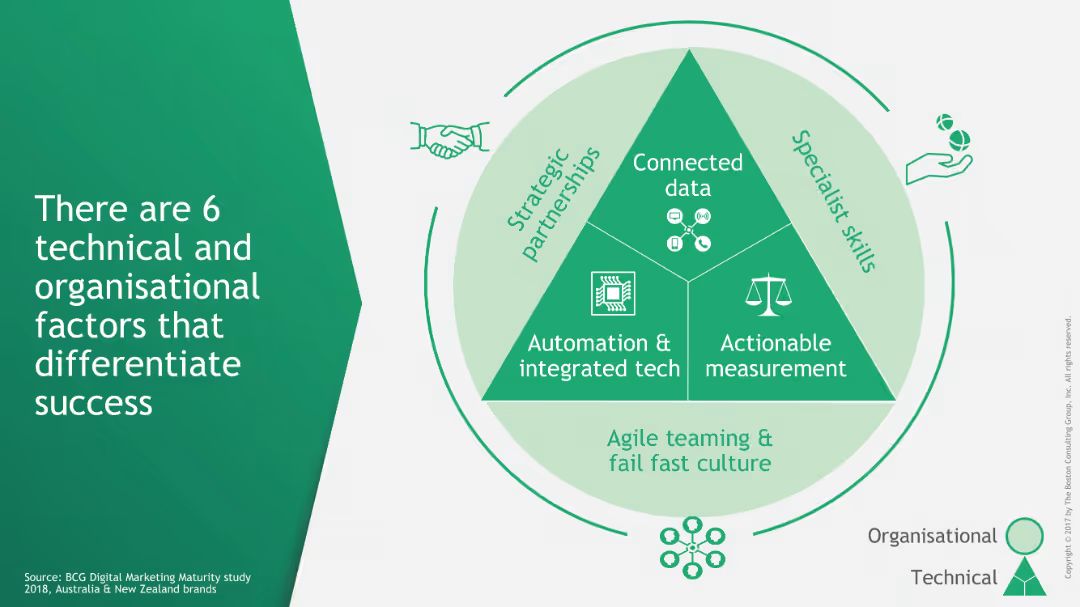 There are 6
technical and
organisational
factors that
differentiate
success
Strategic
partnerships
Specialist skills
Connected
data
Automation &
integrated tech
Actionable
measurement
Agile teaming &
fail fast culture
Organisational
Technical
Source: BCG Digital Marketing Maturity study
2018, Australia & New Zealand brands
Copyright © 2017 by The Boston Consulting Group, Inc. All rights reserved.